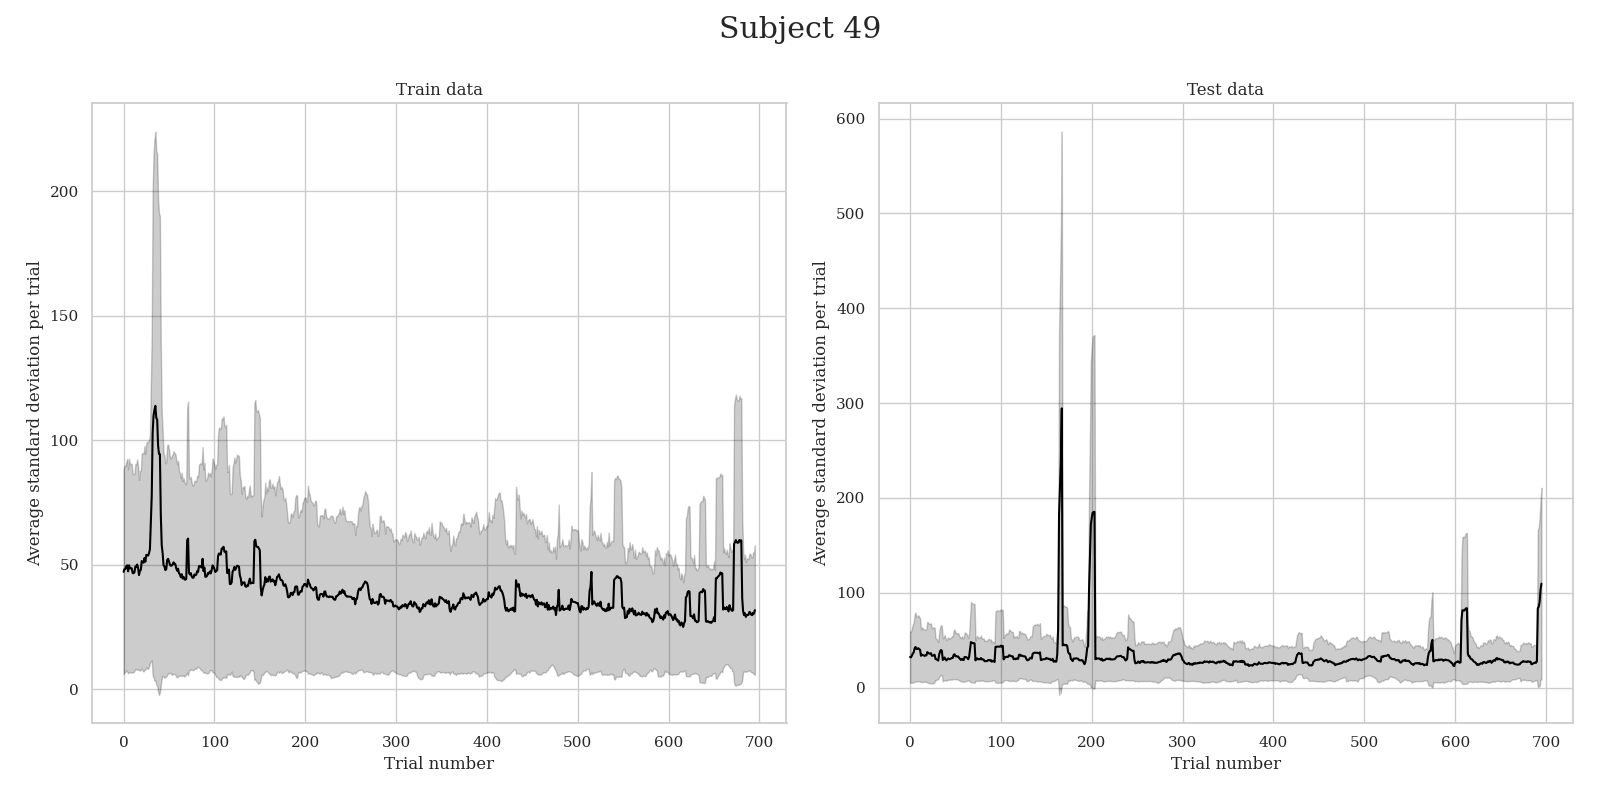 Subject 49
Train data
Average standard deviation per trial
200
150
100
50
0
0 100 200 300 400 500 600 700
Trial number
Test data
Average standard deviation per trial
600
500
400
300
200
100
0
0 100 200 300 400 500 600 700
Trial number